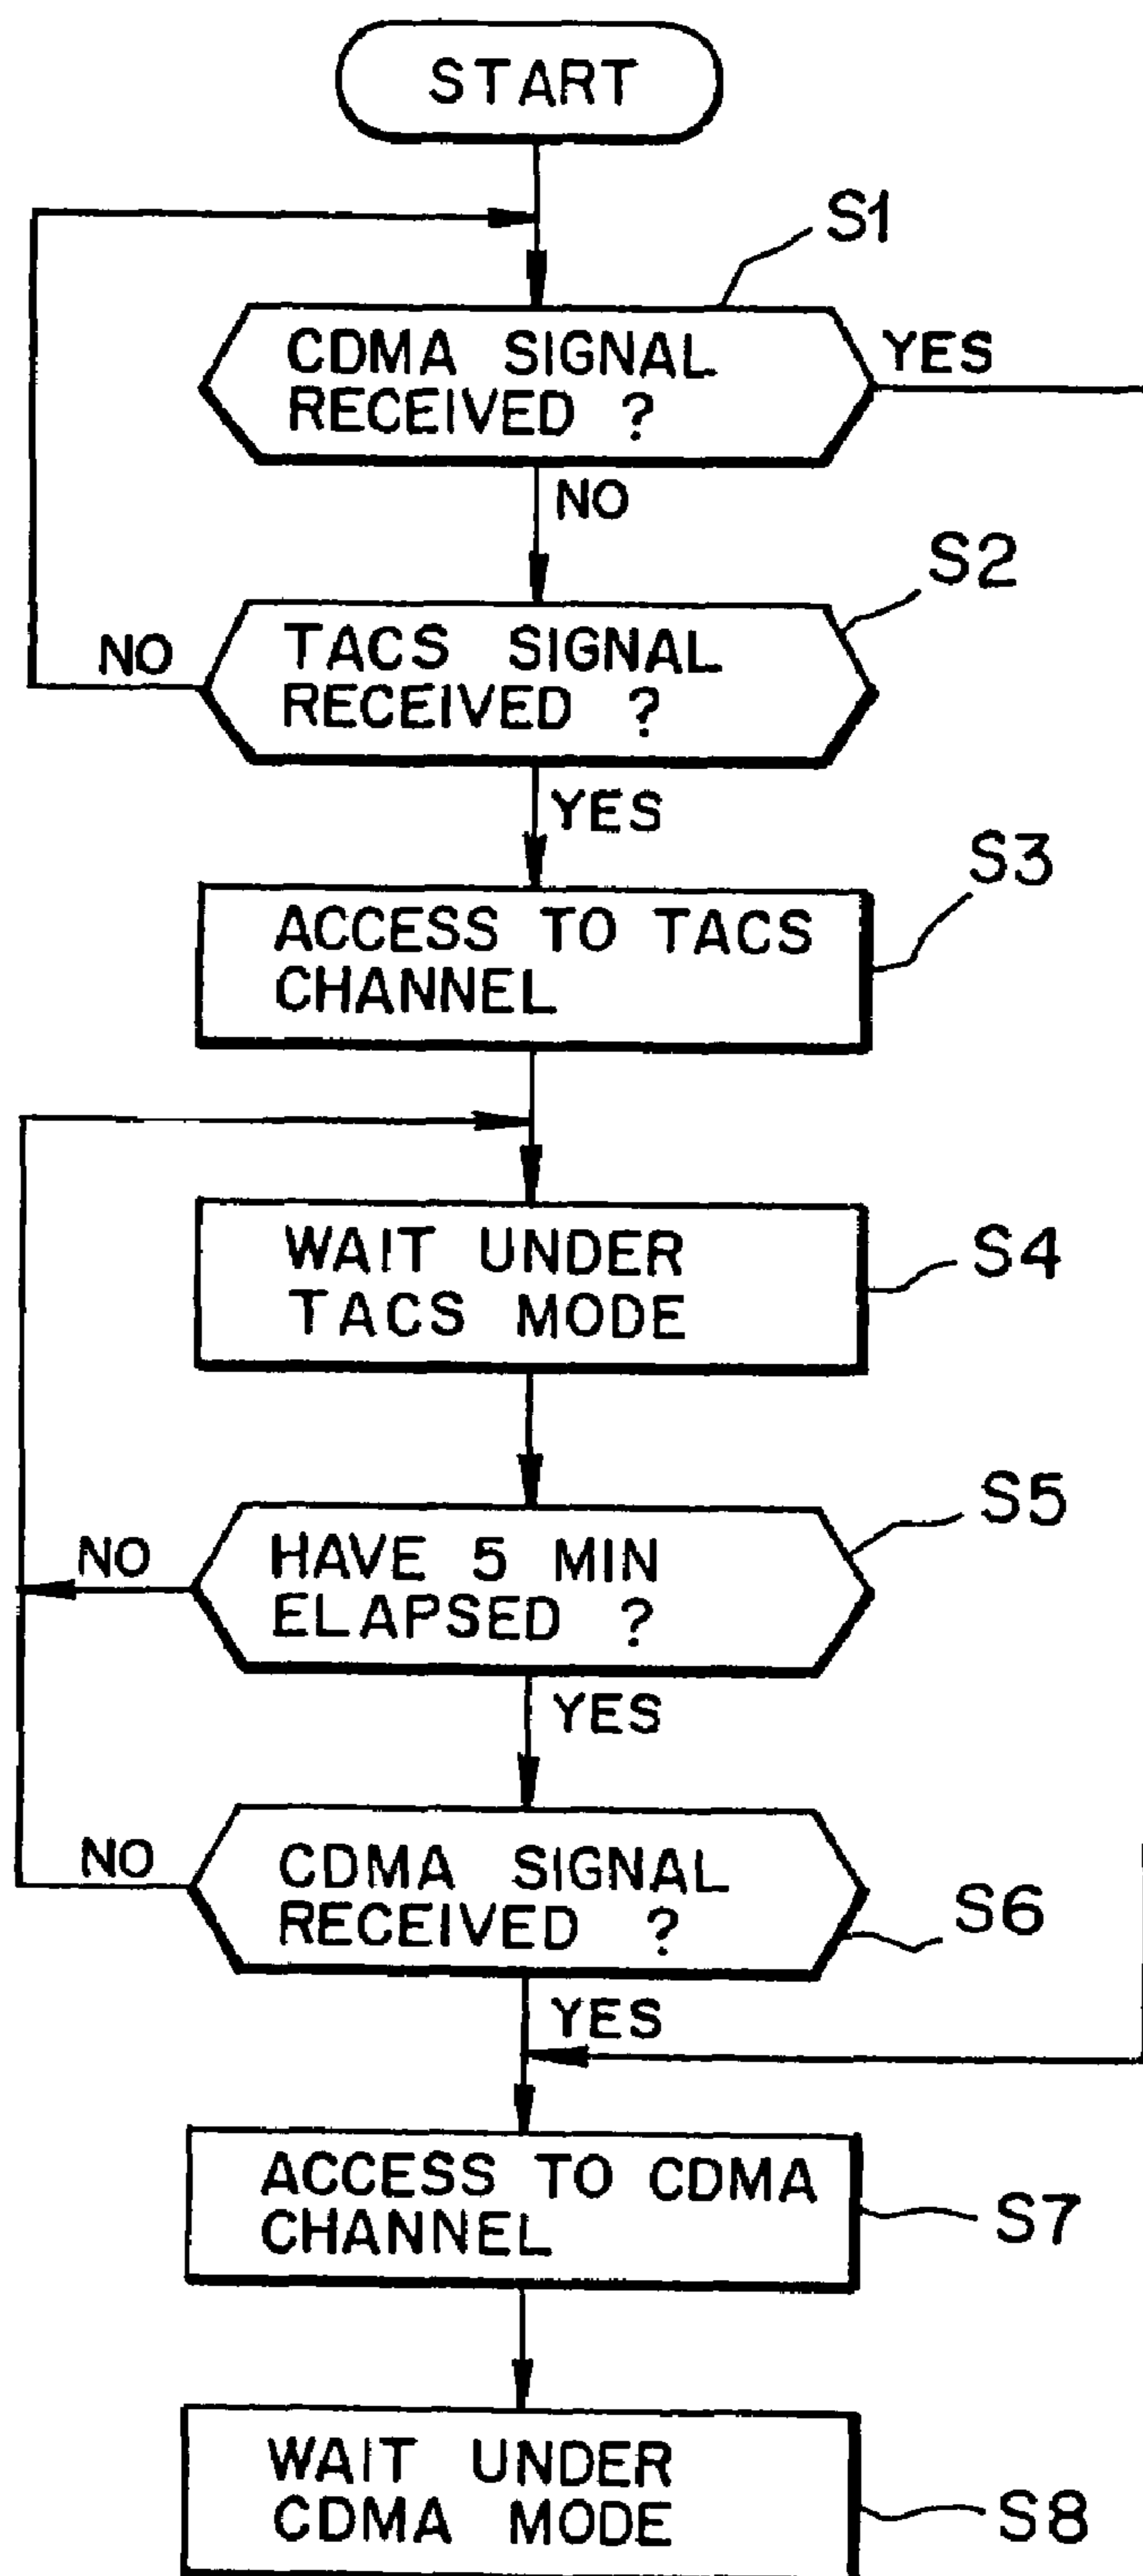 START
S1
CDMA SIGNAL
RECEIVED ?
YES
NO
S2
TACS SIGNAL
RECEIVED ?
NO
YES
S3
ACCESS TO TACS
CHANNEL
S4
WAIT UNDER
TACS MODE
S5
HAVE 5 MIN
ELAPSED ?
NO
YES
CDMA SIGNAL
RECEIVED ?
NO
S6
YES
ACCESS TO CDMA
CHANNEL
S7
WAIT UNDER
CDMA MODE
S8